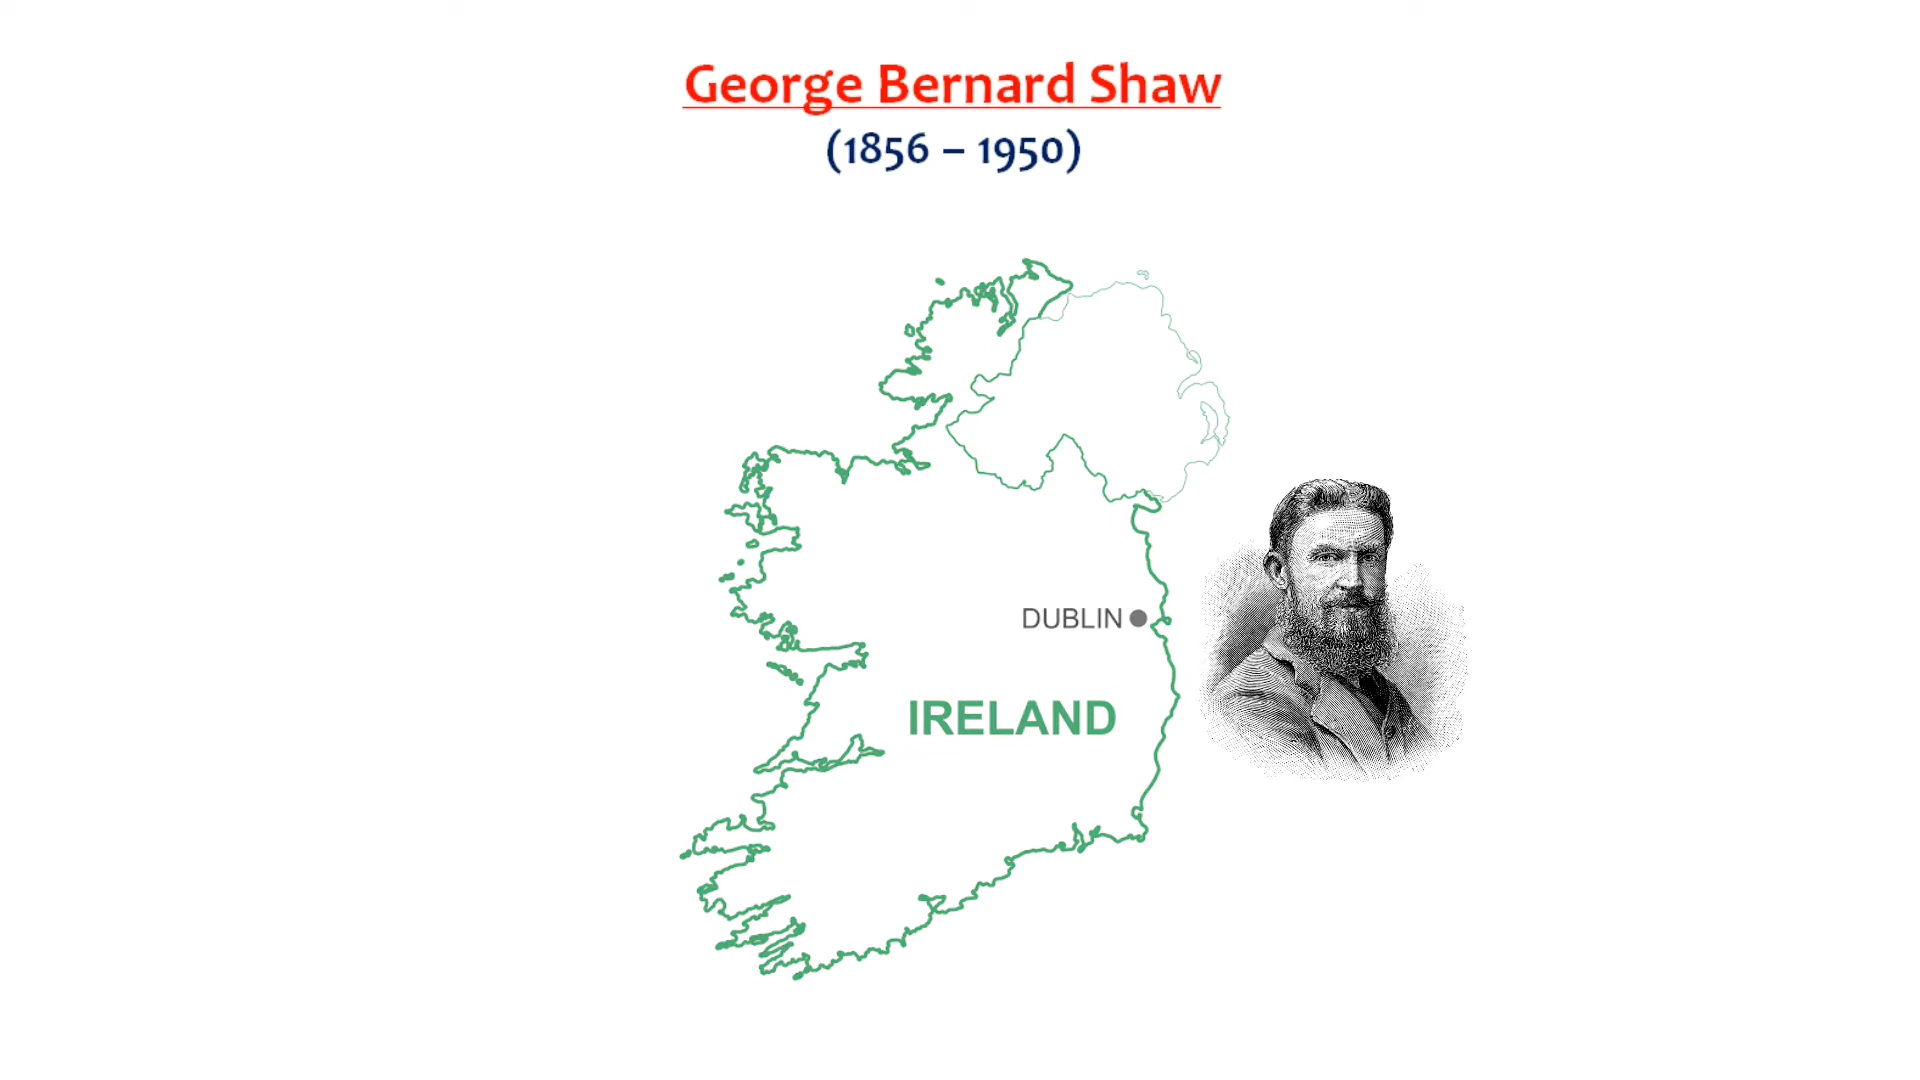 George Bernard Shaw
(1856 – 1950)
DUBLIN
IRELAND